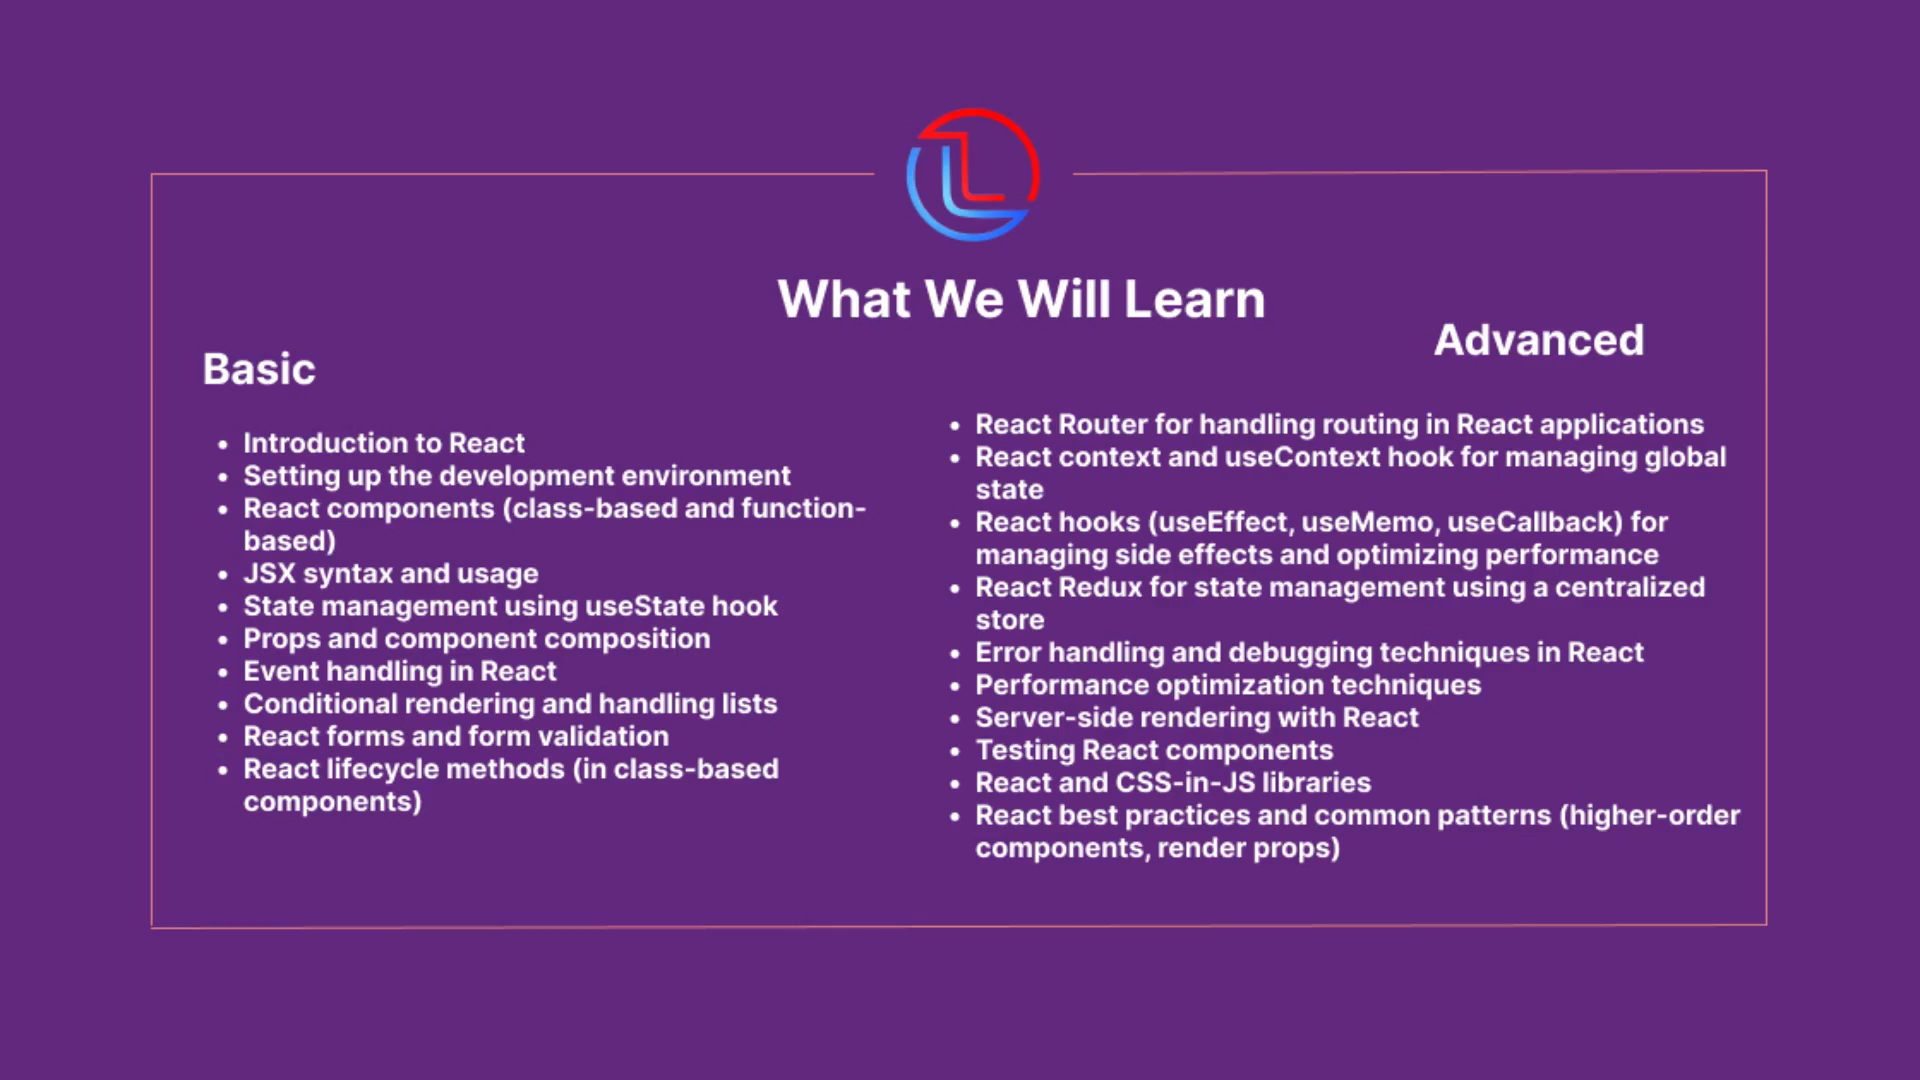 What We Will Learn
Basic
• Introduction to React
• Setting up the development environment
• React components (class-based and function-
based)
• JSX syntax and usage
• State management using useState hook
• Props and component composition
• Event handling in React
• Conditional rendering and handling lists
• React forms and form validation
• React lifecycle methods (in class-based
components)
Advanced
• React Router for handling routing in React applications
• React context and useContext hook for managing global
state
• React hooks (useEffect, useMemo, useCallback) for
managing side effects and optimizing performance
• React Redux for state management using a centralized
store
• Error handling and debugging techniques in React
• Performance optimization techniques
• Server-side rendering with React
• Testing React components
• React and CSS-in-JS libraries
• React best practices and common patterns (higher-order
components, render props)